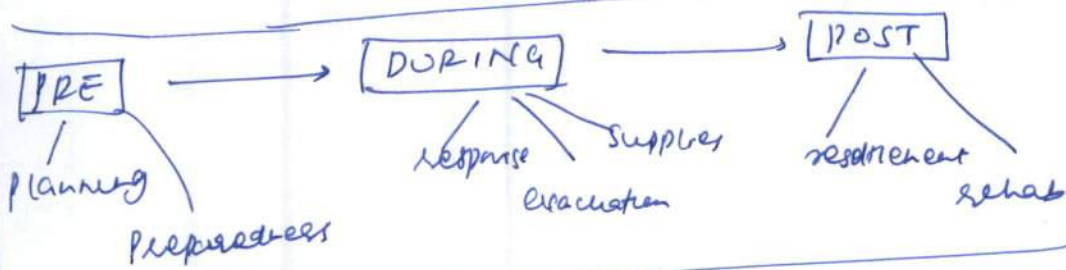 PRE → DURING → POST
planning
Preparedness
response
evacuation
supplies
resettlement
rehab